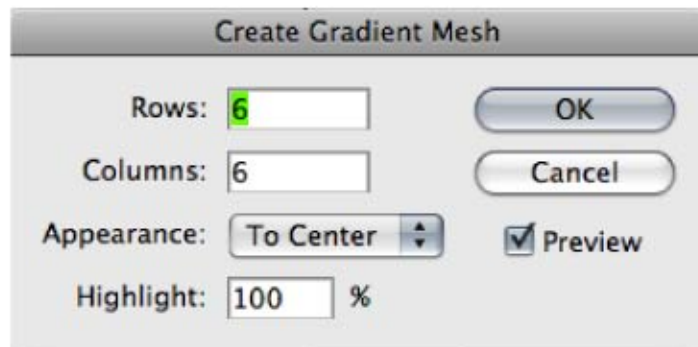 Create Gradient Mesh
Rows: 6 OK
Columns: 6 Cancel
Appearance: To Center Preview
Highlight: 100 %